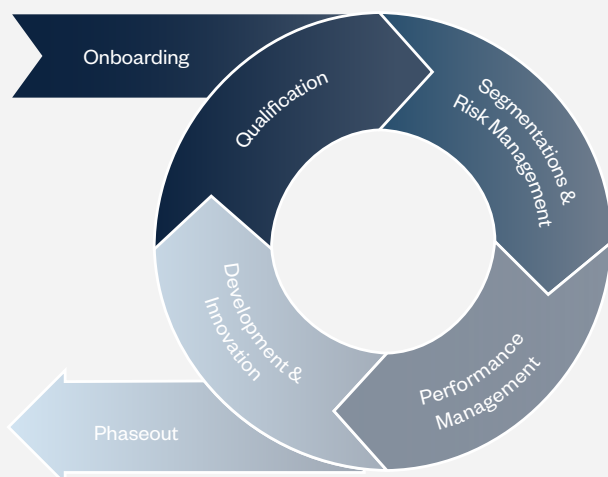 Onboarding
Qualification
Segmentations &
Risk Management
Performance
Management
Development &
Innovation
Phaseout